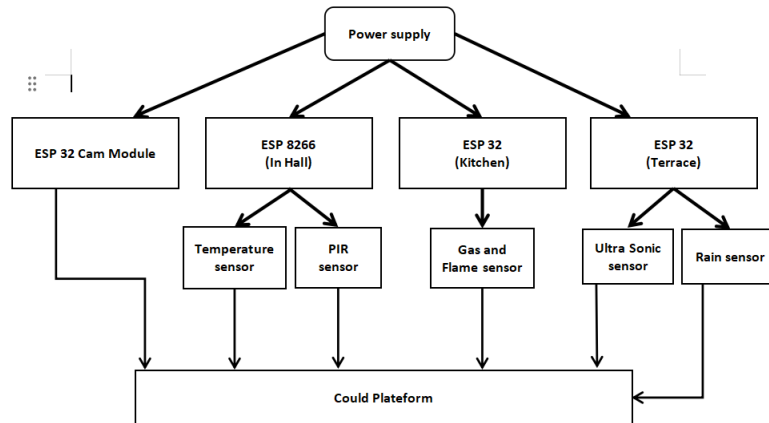 Power supply
ESP 32 Cam Module
ESP 8266
(In Hall)
ESP 32
(Kitchen)
ESP 32
(Terrace)
Temperature
sensor
PIR
sensor
Gas and
Flame sensor
Ultra Sonic
sensor
Rain sensor
Could Plateform